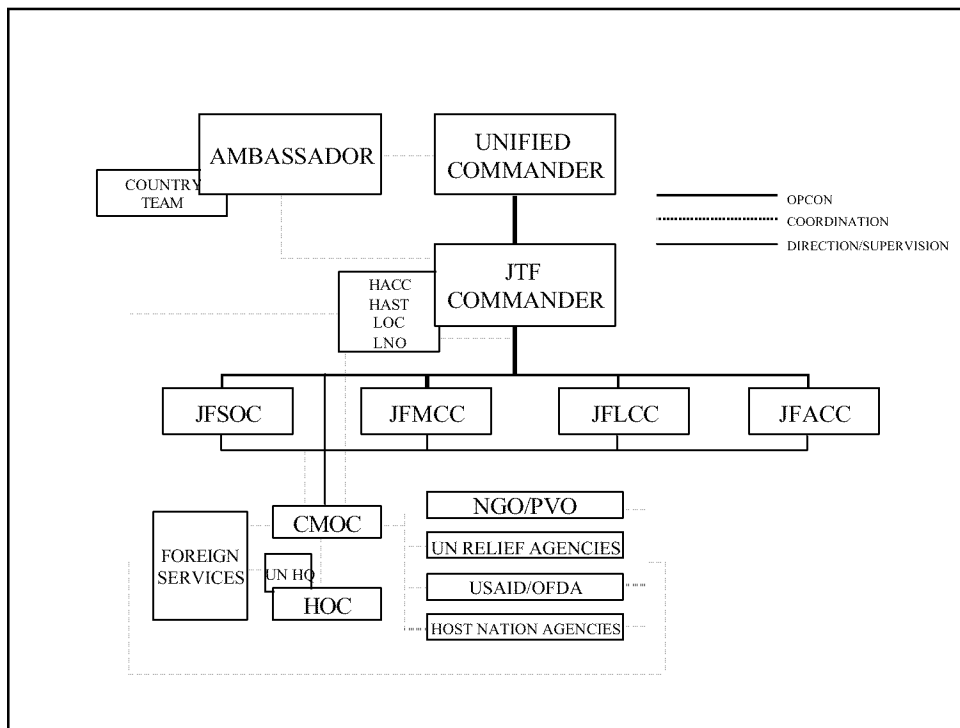 AMBASSADOR
UNIFIED
COMMANDER
COUNTRY
TEAM
OPCON
COORDINATION
DIRECTION/SUPERVISION
JTF
COMMANDER
HACC
HAST
LOC
LNO
JFSOC
JFMCC
JFLCC
JFACC
CMOC
NGO/PVO
FOREIGN
SERVICES
UN RELIEF AGENCIES
UN HQ
USAID/OFDA
HOC
HOST NATION AGENCIES